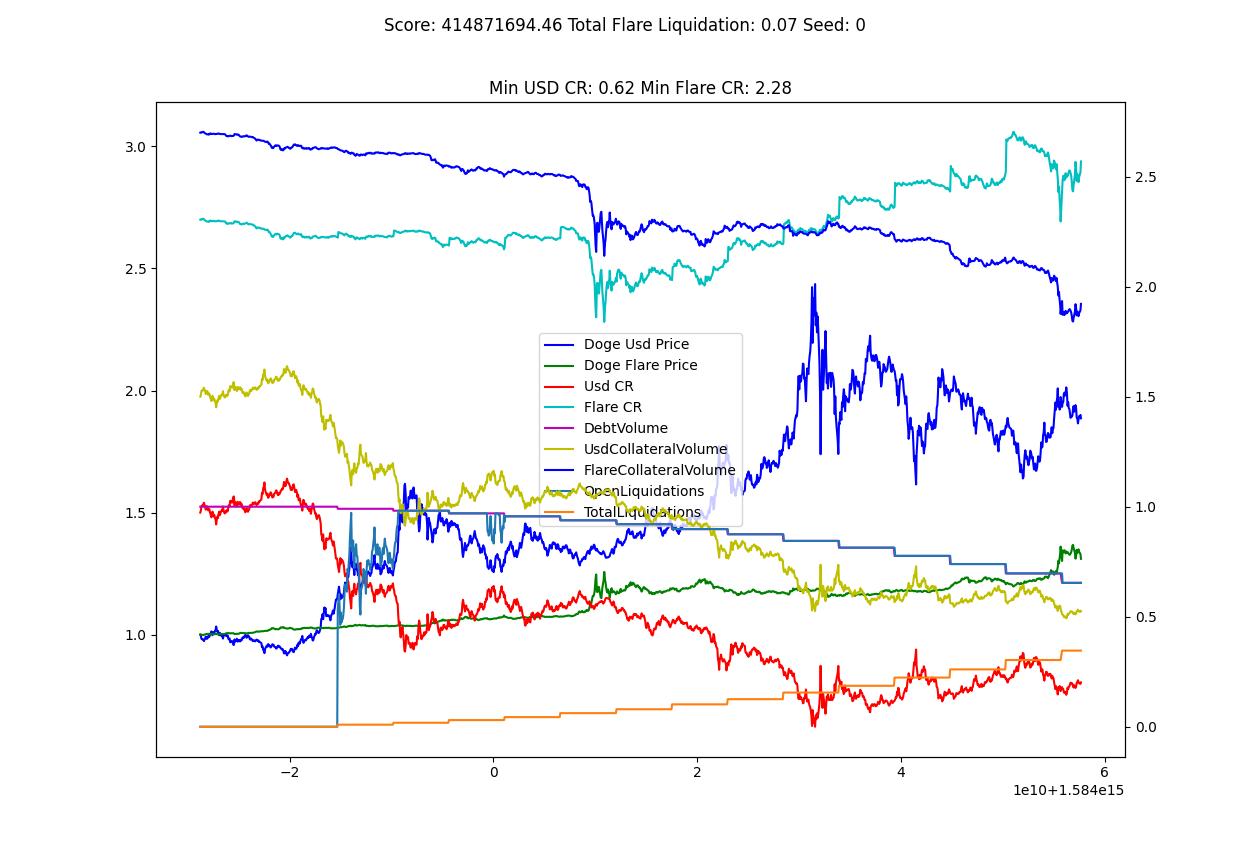 Score: 414871694.46 Total Flare Liquidation: 0.07 Seed: 0
Min USD CR: 0.62 Min Flare CR: 2.28
3.0
2.5
2.0
1.5
1.0
2.5
2.0
1.5
1.0
0.5
0.0
Doge Usd Price
Doge Flare Price
Usd CR
Flare CR
DebtVolume
UsdCollateralVolume
FlareCollateralVolume
OpenLiquidations
TotalLiquidations
−2 0 2 4 6
1e10+1.584e15